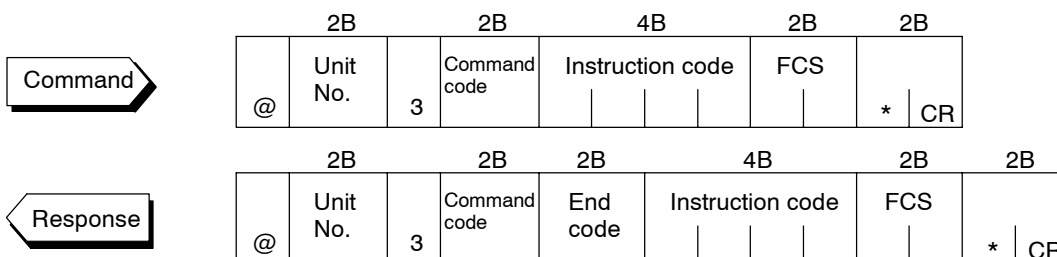 2B 2B 4B 2B 2B
Command
Unit No. Command code Instruction code FCS
@ 3 * CR
2B 2B 2B 4B 2B 2B
Response
Unit No. Command code End code Instruction code FCS
@ 3 * CR